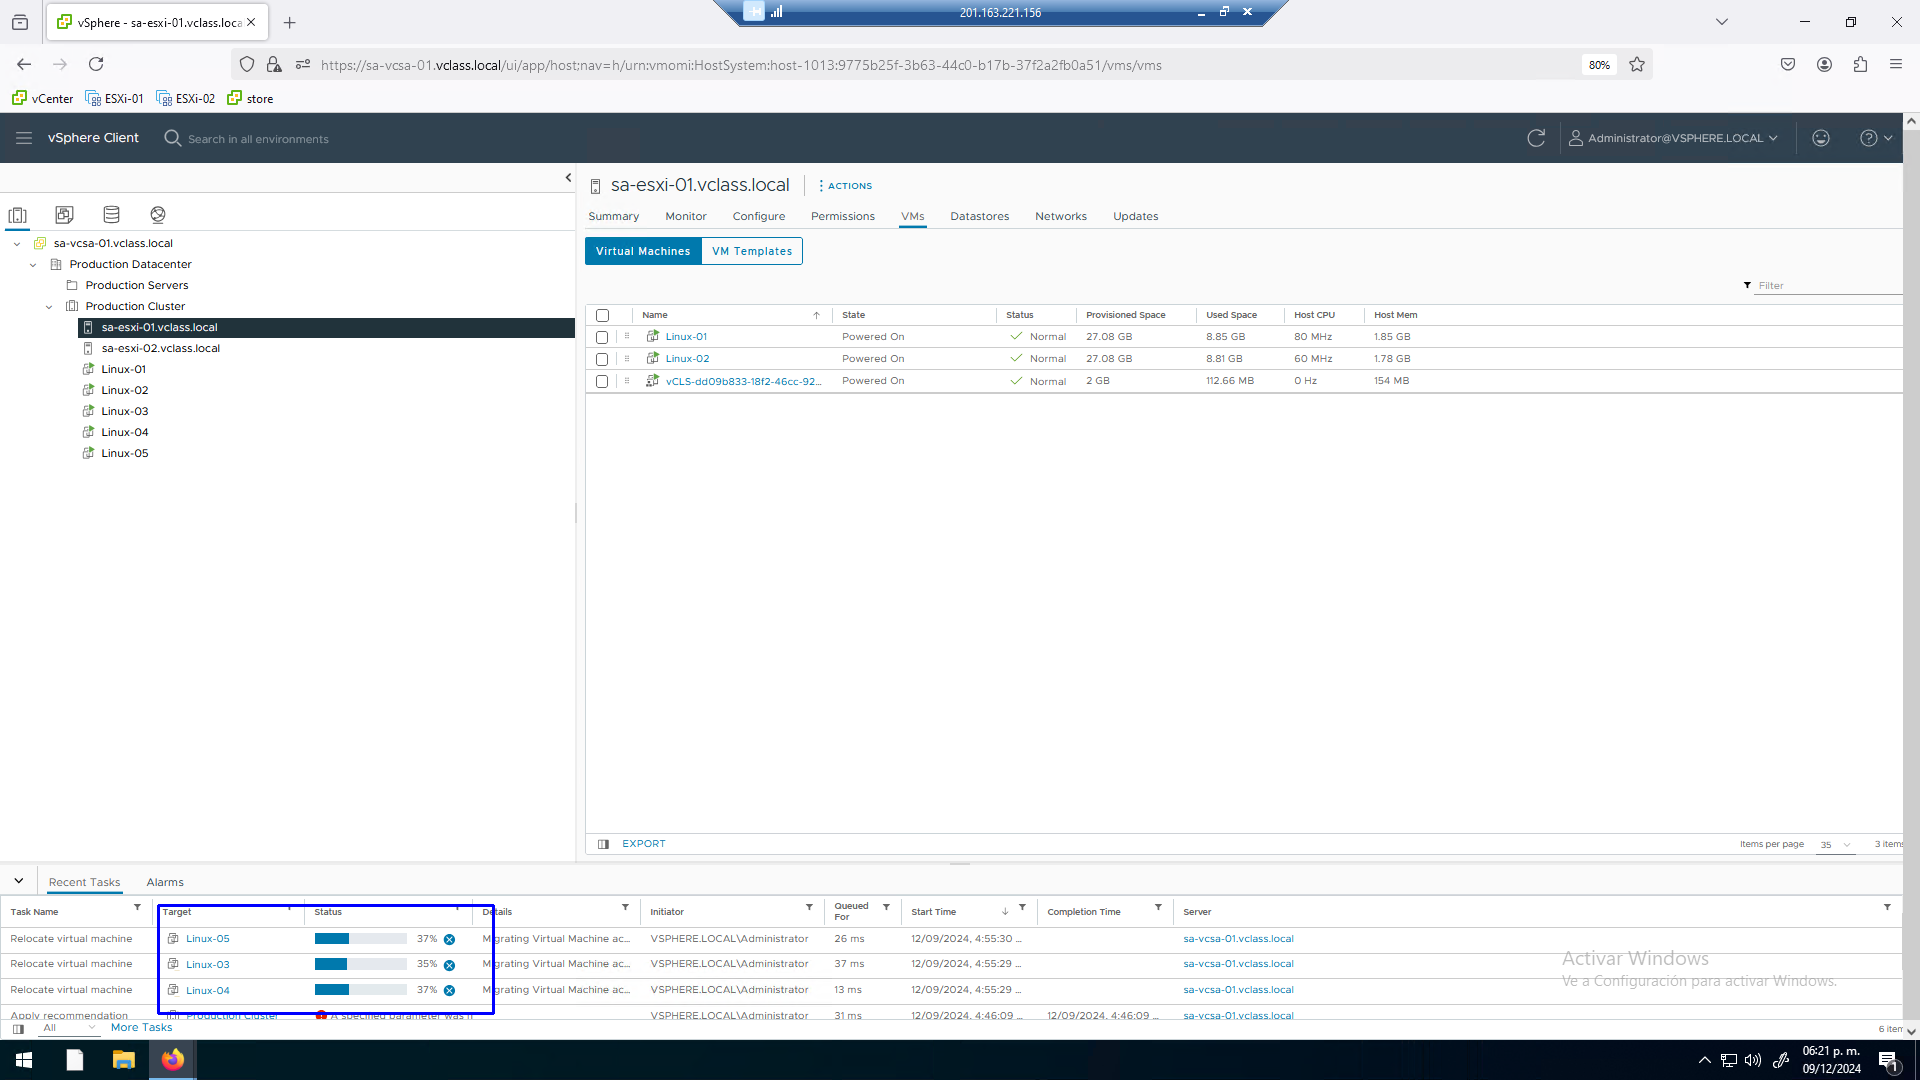 vSphere - sa-esxi-01.vclass.loca
201.163.221.156
https://sa-vcsa-01.vclass.local/ui/app/host;nav=h/urn:vmomi:HostSystem:host-1013:9775b25f-3b63-44c0-b17b-37f2a2fb0a51/vms/vms
80%
vCenter ESXi-01 ESXi-02 store
vSphere Client
Search in all environments
Administrator@VSPHERE.LOCAL
sa-vcsa-01.vclass.local
Production Datacenter
Production Servers
Production Cluster
sa-esxi-01.vclass.local
sa-esxi-02.vclass.local
Linux-01
Linux-02
Linux-03
Linux-04
Linux-05
sa-esxi-01.vclass.local
ACTIONS
Summary Monitor Configure Permissions VMs Datastores Networks Updates
Virtual Machines VM Templates
Filter
Name State Status Provisioned Space Used Space Host CPU Host Mem
Linux-01 Powered On Normal 27.08 GB 8.85 GB 80 MHz 1.85 GB
Linux-02 Powered On Normal 27.08 GB 8.81 GB 60 MHz 1.78 GB
vCLS-dd09b833-18f2-46cc-92... Powered On Normal 2 GB 112.66 MB 0 Hz 154 MB
EXPORT
Items per page 35 3 items
Recent Tasks Alarms
Task Name Target Status Details Initiator Queued For Start Time Completion Time Server
Relocate virtual machine Linux-05 37% Migrating Virtual Machine ac... VSPHERE.LOCAL\Administrator 26 ms 12/09/2024, 4:55:30 ... sa-vcsa-01.vclass.local
Relocate virtual machine Linux-03 35% Migrating Virtual Machine ac... VSPHERE.LOCAL\Administrator 37 ms 12/09/2024, 4:55:29 ... sa-vcsa-01.vclass.local
Relocate virtual machine Linux-04 37% Migrating Virtual Machine ac... VSPHERE.LOCAL\Administrator 13 ms 12/09/2024, 4:55:29 ... sa-vcsa-01.vclass.local
Apply recommendation Production Cluster A specified parameter was n VSPHERE.LOCAL\Administrator 31 ms 12/09/2024, 4:46:09 ... 12/09/2024, 4:46:09 ... sa-vcsa-01.vclass.local
All More Tasks
6 item
Activar Windows
Ve a Configuración para activar Windows.
06:21 p. m.
09/12/2024
1